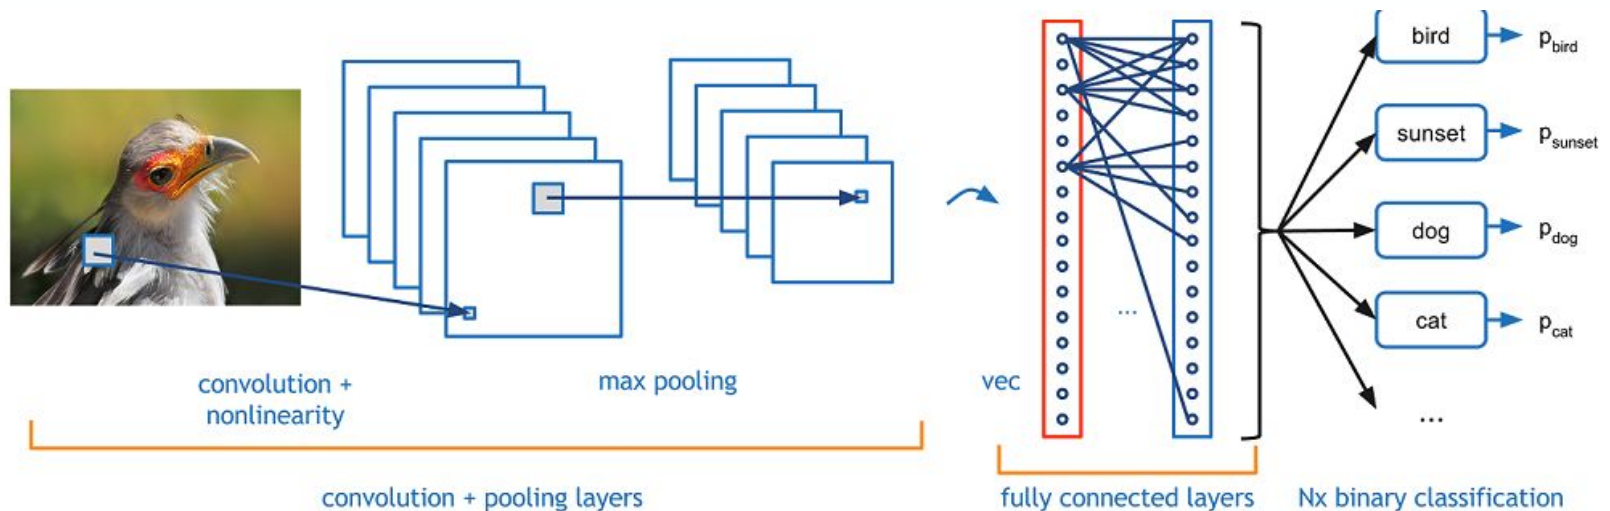 convolution +
nonlinearity
max pooling
convolution + pooling layers
vec
...
fully connected layers
bird
p_bird
sunset
p_sunset
dog
p_dog
cat
p_cat
...
Nx binary classification